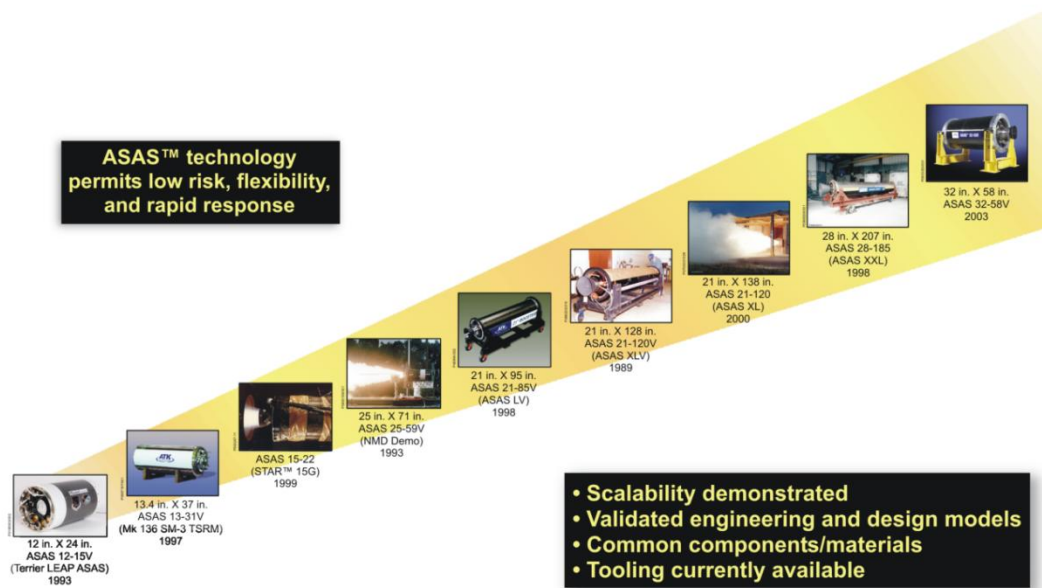 ASAS™ technology
permits low risk, flexibility,
and rapid response
32 in. X 58 in.
ASAS 32-58V
2003
28 in. X 207 in.
ASAS 28-185
(ASAS XXL)
1998
21 in. X 138 in.
ASAS 21-120
(ASAS XL)
2000
21 in. X 128 in.
ASAS 21-120V
(ASAS XLV)
1989
21 in. X 95 in.
ASAS 21-85V
(ASAS LV)
1998
25 in. X 71 in.
ASAS 25-59V
(NMD Demo)
1993
ASAS 15-22
(STAR™ 15G)
1999
ATK
13.4 in. X 37 in.
ASAS 13-31V
(Mk 136 SM-3 TSRM)
1997
12 in. X 24 in.
ASAS 12-15V
(Terrier LEAP ASAS)
1993
• Scalability demonstrated
• Validated engineering and design models
• Common components/materials
• Tooling currently available